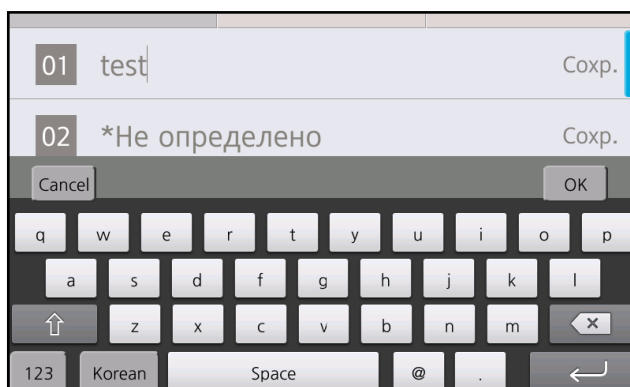 01 test Сохр.
02 *Не определено Сохр.
Cancel OK
q w e r t y u i o p
a s d f g h j k l
z x c v b n m
123 Korean Space @ .